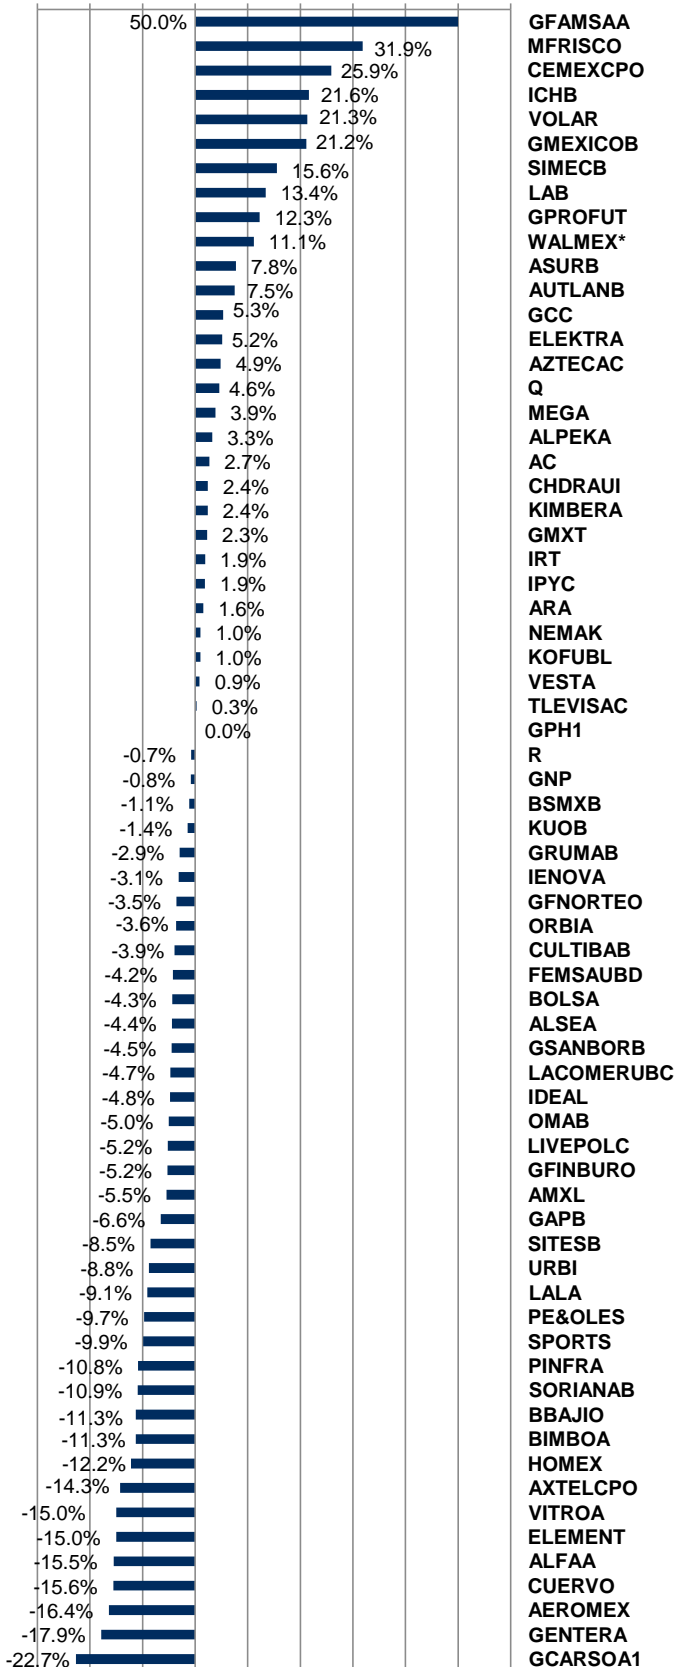 50.0% GFAMSAA
31.9% MFRISCO
25.9% CEMEXCPO
21.6% ICHB
21.3% VOLAR
21.2% GMEXICOB
15.6% SIMECB
13.4% LAB
12.3% GPROFUT
11.1% WALMEX*
7.8% ASURB
7.5% AUTLANB
5.3% GCC
5.2% ELEKTRA
4.9% AZTECAC
4.6% Q
3.9% MEGA
3.3% ALPEKA
2.7% AC
2.4% CHDRAUI
2.4% KIMBERA
2.3% GMXT
1.9% IRT
1.9% IPYC
1.6% ARA
1.0% NEMAK
1.0% KOFUBL
0.9% VESTA
0.3% TLEVISAC
0.0% GPH1
-0.7% R
-0.8% GNP
-1.1% BSMXB
-1.4% KUOB
-2.9% GRUMAB
-3.1% IENOVA
-3.5% GFNORTEO
-3.6% ORBIA
-3.9% CULTIBAB
-4.2% FEMSAUBD
-4.3% BOLSA
-4.4% ALSEA
-4.5% GSANBORB
-4.7% LACOMERUBC
-4.8% IDEAL
-5.0% OMAB
-5.2% LIVEPOLC
-5.2% GFINBURO
-5.5% AMXL
-6.6% GAPB
-8.5% SITESB
-8.8% URBI
-9.1% LALA
-9.7% PE&OLES
-9.9% SPORTS
-10.8% PINFRA
-10.9% SORIANAB
-11.3% BBAJIO
-11.3% BIMBOA
-12.2% HOMEX
-14.3% AXTELCPO
-15.0% VITROA
-15.0% ELEMENT
-15.5% ALFAA
-15.6% CUERVO
-16.4% AEROMEX
-17.9% GENTERA
-22.7% GCARSOA1